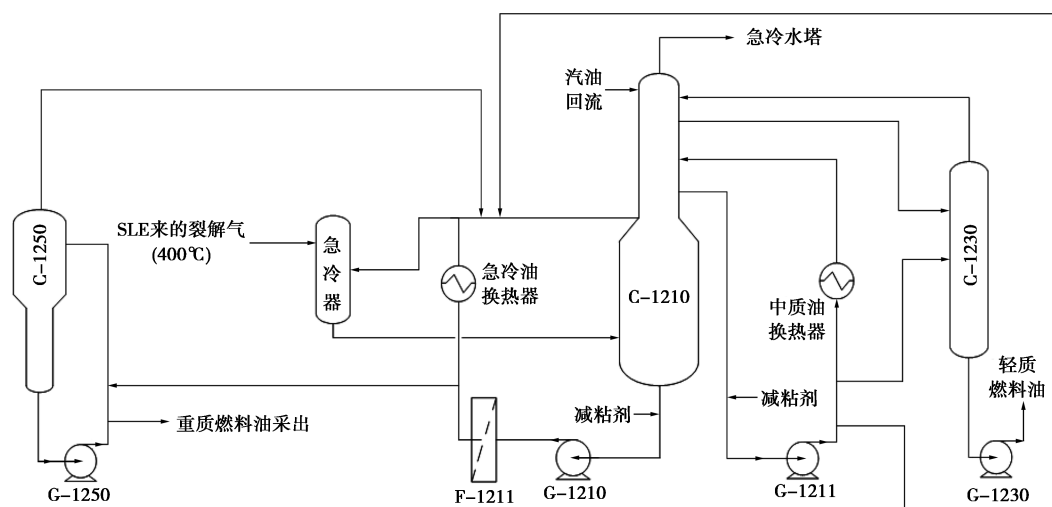 急冷水塔
汽油
回流
C-1250
SLE来的裂解气
(400℃)
急
冷
器
急冷油
换热器
C-1210
中质油
换热器
C-1230
轻质
燃料油
减粘剂
减粘剂
重质燃料油采出
G-1250
F-1211
G-1210
G-1211
G-1230